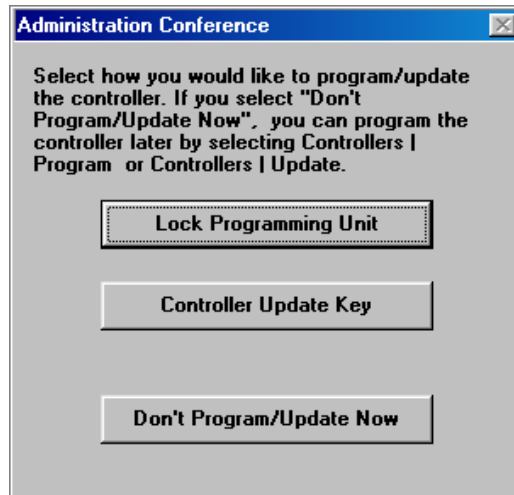 Administration Conference
Select how you would like to program/update
the controller. If you select "Don't
Program/Update Now",  you can program the
controller later by selecting Controllers |
Program  or Controllers | Update.
Lock Programming Unit
Controller Update Key
Don't Program/Update Now